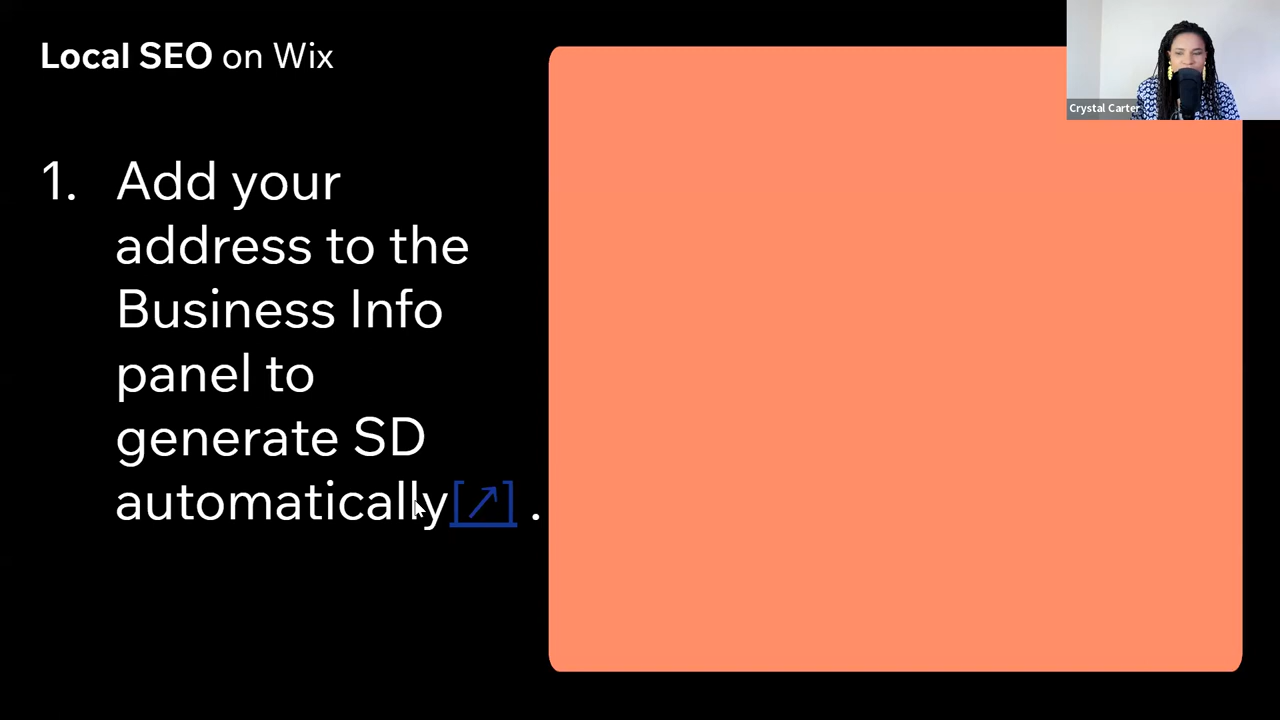 Local SEO on Wix
Crystal Carter
1. Add your
address to the
Business Info
panel to
generate SD
automatically[↗] .